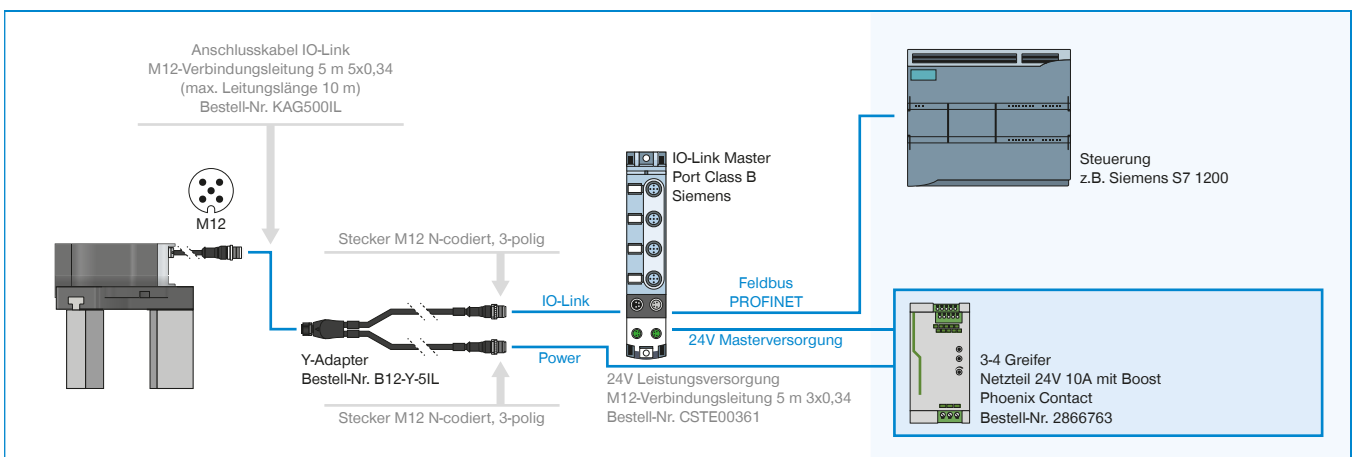 Anschlusskabel IO-Link
M12-Verbindungsleitung 5 m 5x0,34
(max. Leitungslänge 10 m)
Bestell-Nr. KAG500IL
M12
Stecker M12 N-codiert, 3-polig
IO-Link
Power
Y-Adapter
Bestell-Nr. B12-Y-5IL
Stecker M12 N-codiert, 3-polig
IO-Link Master
Port Class B
Siemens
Feldbus
PROFINET
24V Masterversorgung
24V Leistungsversorgung
M12-Verbindungsleitung 5 m 3x0,34
Bestell-Nr. CSTE00361
Steuerung
z.B. Siemens S7 1200
3-4 Greifer
Netzteil 24V 10A mit Boost
Phoenix Contact
Bestell-Nr. 2866763